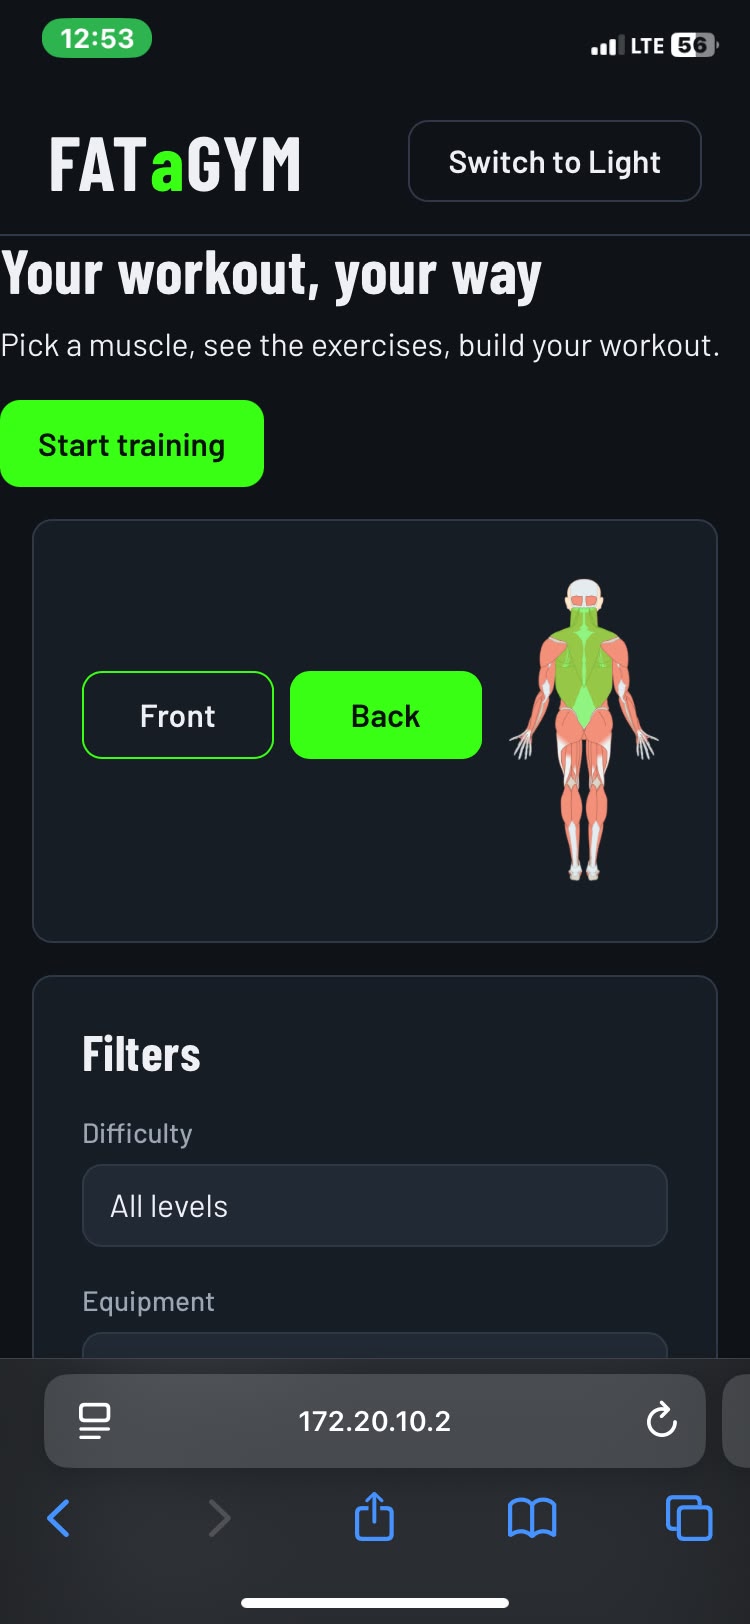 12:53
LTE 56
FATaGYM
Switch to Light
Your workout, your way
Pick a muscle, see the exercises, build your workout.
Start training
Front
Back
Filters
Difficulty
All levels
Equipment
172.20.10.2